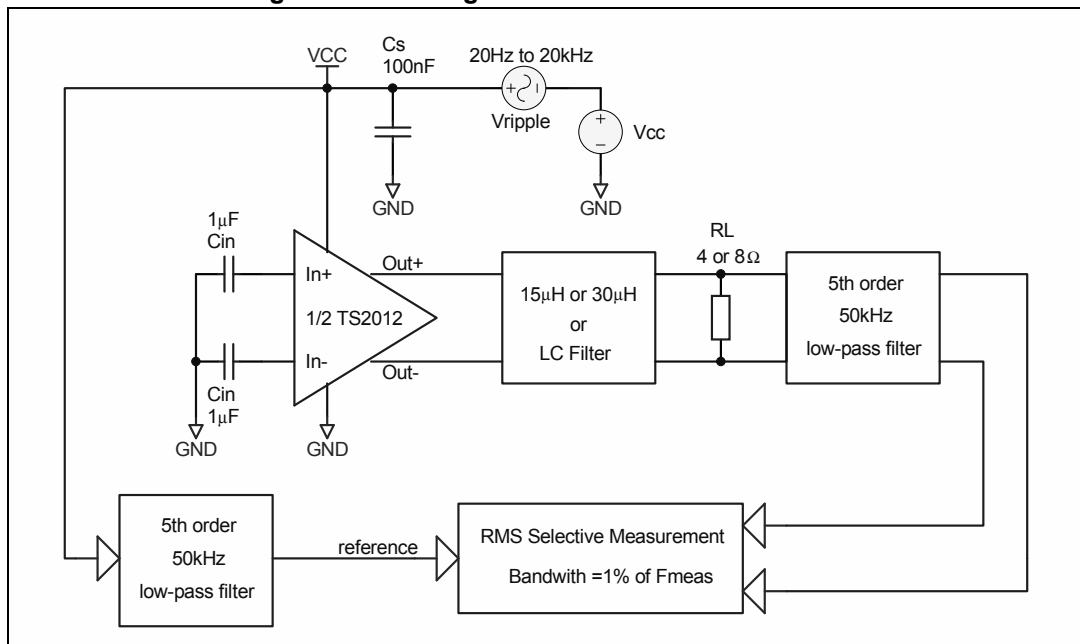 VCC
Cs
100nF
20Hz to 20kHz
Vripple
Vcc
GND
GND
1μF
Cin
In+
In-
1/2 TS2012
Out+
Out-
Cin
1μF
GND
GND
15μH or 30μH
or
LC Filter
RL
4 or 8Ω
5th order
50kHz
low-pass filter
5th order
50kHz
low-pass filter
reference
RMS Selective Measurement
Bandwith =1% of Fmeas